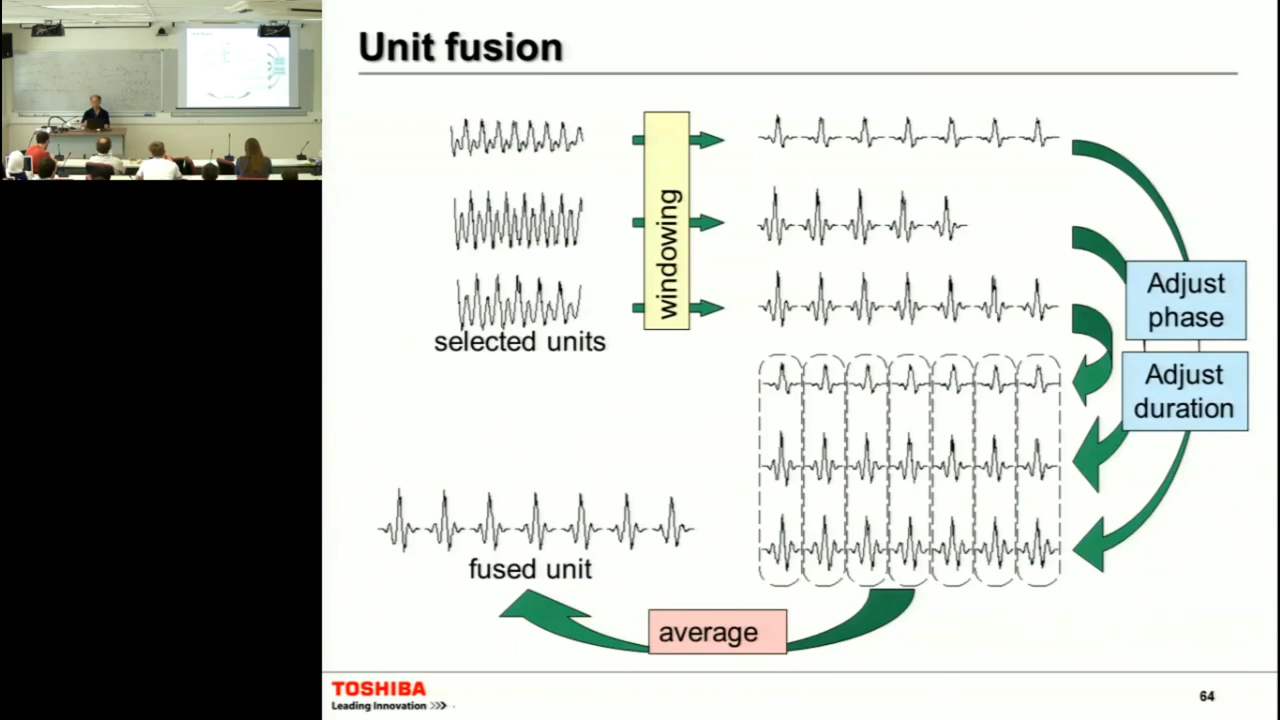 Unit fusion
windowing
selected units
Adjust
phase
Adjust
duration
fused unit
average
TOSHIBA
Leading Innovation >>>
64